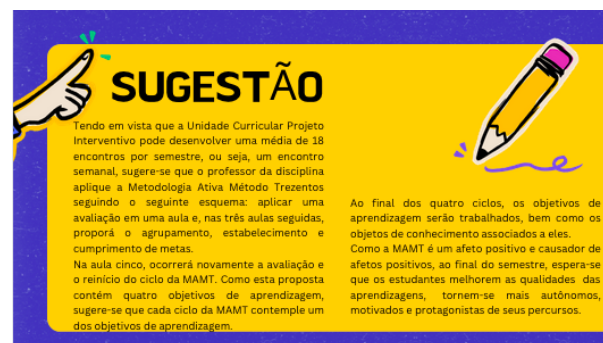 SUGESTÃO
Tendo em vista que a Unidade Curricular Projeto
Interventivo pode desenvolver uma média de 18
encontros por semestre, ou seja, um encontro
semanal, sugere-se que o professor da disciplina
aplique a Metodologia Ativa Método Trezentos
seguindo o seguinte esquema: aplicar uma
avaliação em uma aula e, nas três aulas seguidas,
proporá o agrupamento, estabelecimento e
cumprimento de metas.
Na aula cinco, ocorrerá novamente a avaliação e
o reinício do ciclo da MAMT. Como esta proposta
contém quatro objetivos de aprendizagem,
sugere-se que cada ciclo da MAMT contemple um
dos objetivos de aprendizagem.
Ao final dos quatro ciclos, os objetivos de
aprendizagem serão trabalhados, bem como os
objetos de conhecimento associados a eles.
Como a MAMT é um afeto positivo e causador de
afetos positivos, ao final do semestre, espera-se
que os estudantes melhorem as qualidades das
aprendizagens, tornem-se mais autônomos,
motivados e protagonistas de seus percursos.